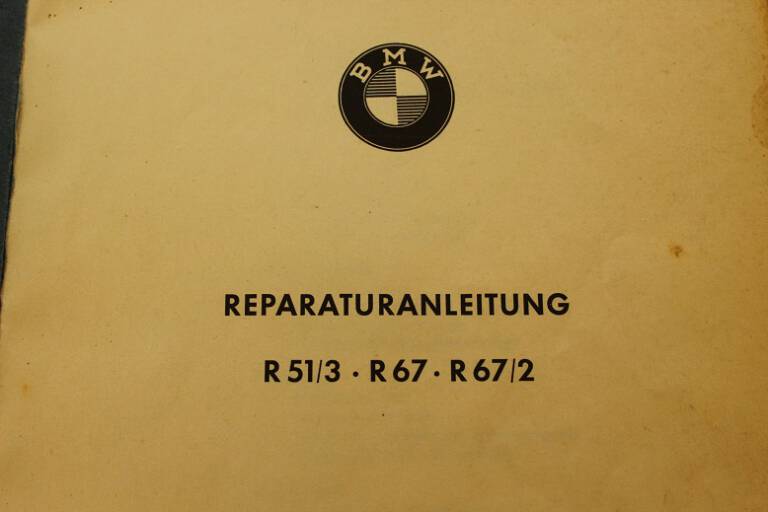 BMW
REPARATURANLEITUNG
R 51/3 · R 67 · R 67/2